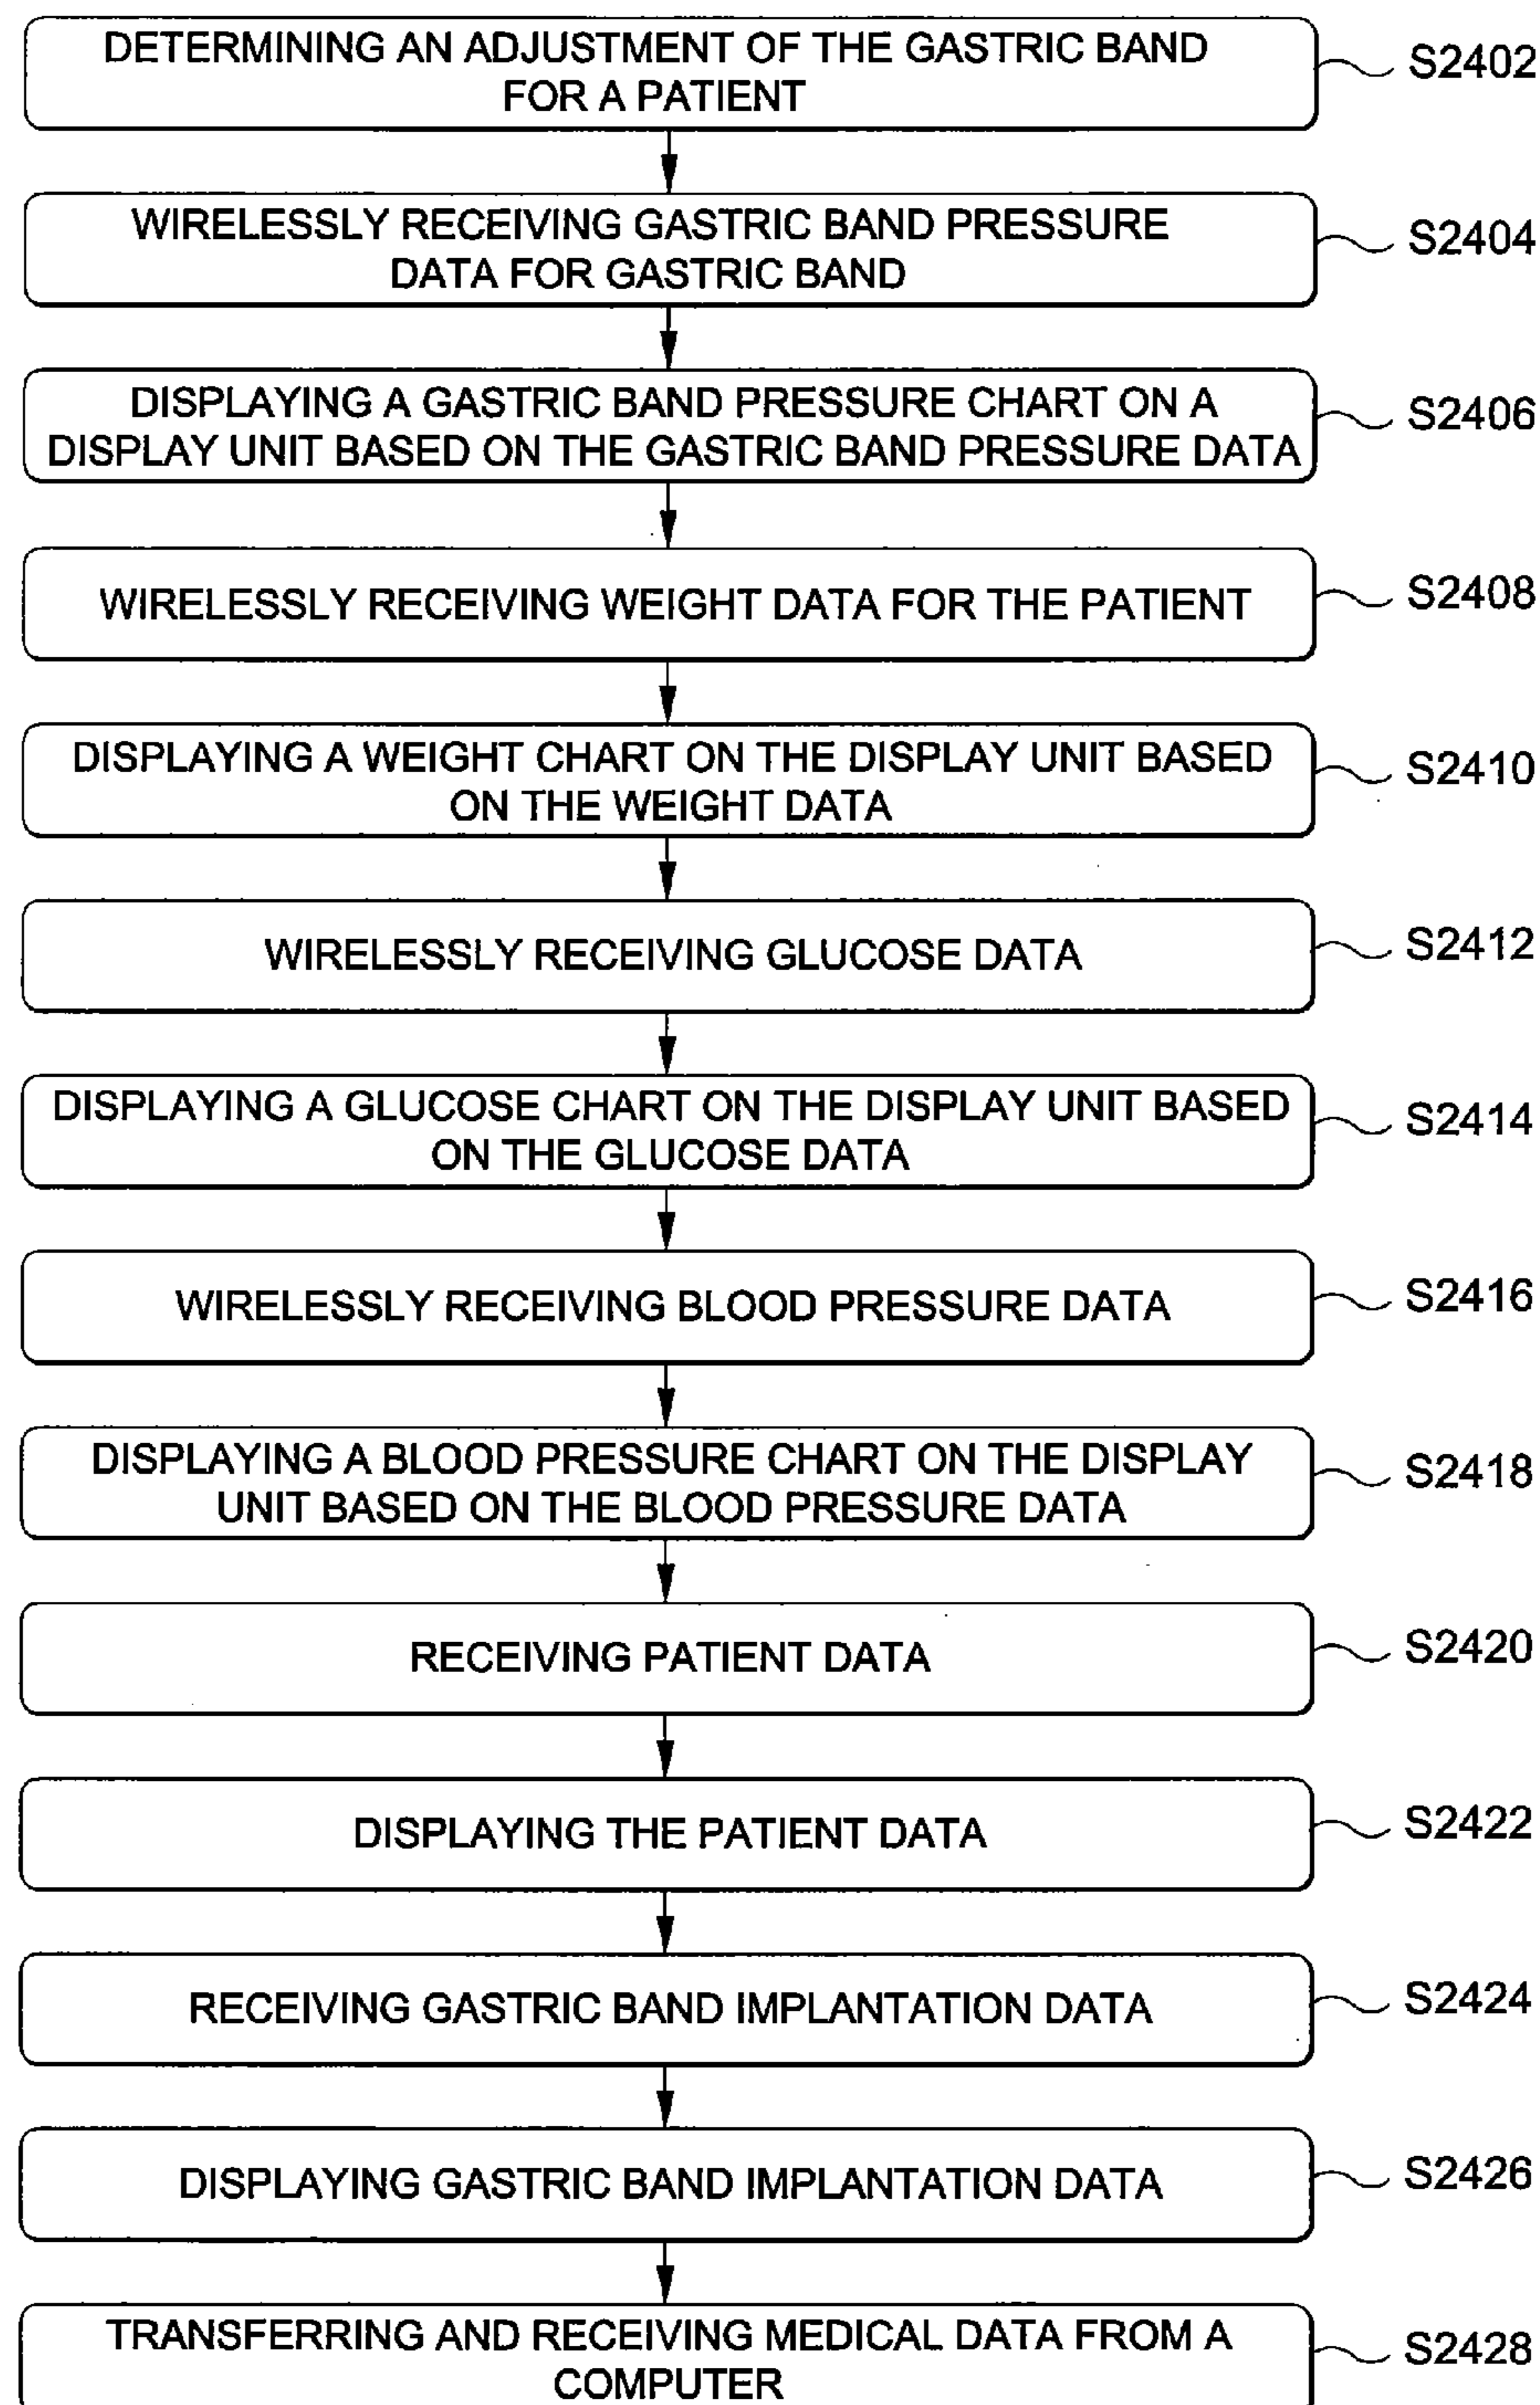 DETERMINING AN ADJUSTMENT OF THE GASTRIC BAND
FOR A PATIENT
S2402
WIRELESSLY RECEIVING GASTRIC BAND PRESSURE
DATA FOR GASTRIC BAND
S2404
DISPLAYING A GASTRIC BAND PRESSURE CHART ON A
DISPLAY UNIT BASED ON THE GASTRIC BAND PRESSURE DATA
S2406
WIRELESSLY RECEIVING WEIGHT DATA FOR THE PATIENT
S2408
DISPLAYING A WEIGHT CHART ON THE DISPLAY UNIT BASED
ON THE WEIGHT DATA
S2410
WIRELESSLY RECEIVING GLUCOSE DATA
S2412
DISPLAYING A GLUCOSE CHART ON THE DISPLAY UNIT BASED
ON THE GLUCOSE DATA
S2414
WIRELESSLY RECEIVING BLOOD PRESSURE DATA
S2416
DISPLAYING A BLOOD PRESSURE CHART ON THE DISPLAY
UNIT BASED ON THE BLOOD PRESSURE DATA
S2418
RECEIVING PATIENT DATA
S2420
DISPLAYING THE PATIENT DATA
S2422
RECEIVING GASTRIC BAND IMPLANTATION DATA
S2424
DISPLAYING GASTRIC BAND IMPLANTATION DATA
S2426
TRANSFERRING AND RECEIVING MEDICAL DATA FROM A
COMPUTER
S2428